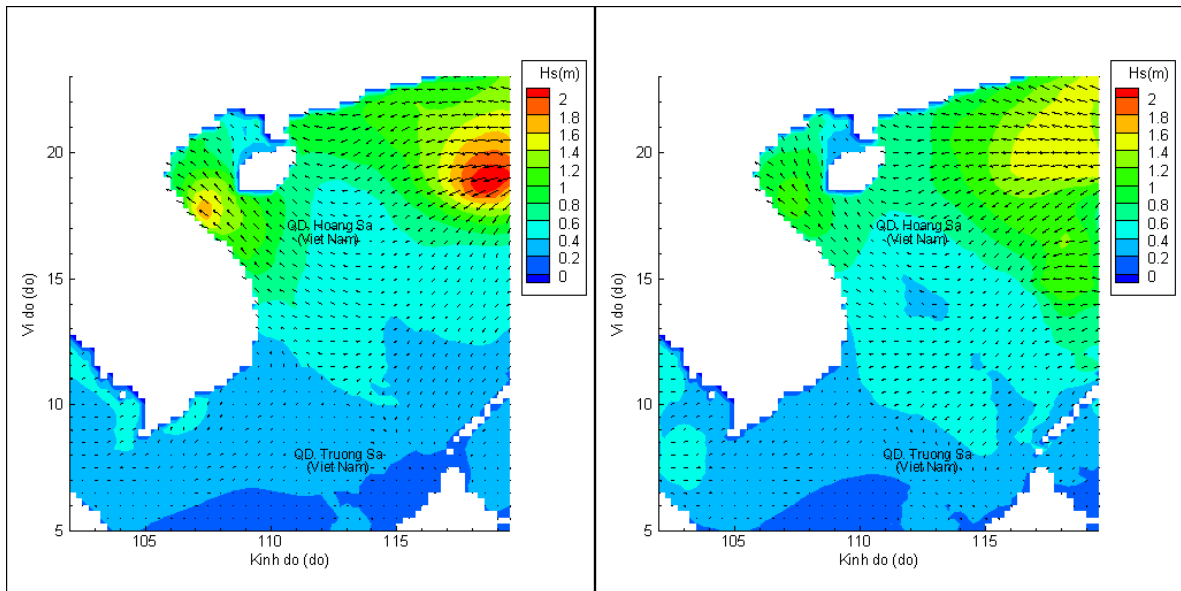 Hs(m)
2
1.8
1.6
1.4
1.2
1
0.8
0.6
0.4
0.2
0
20
15
10
5
Vi do (do)
QD. Hoang Sa
(Viet Nam)
QD. Truong Sa
(Viet Nam)
105
110
115
Kinh do (do)
Hs(m)
2
1.8
1.6
1.4
1.2
1
0.8
0.6
0.4
0.2
0
20
15
10
5
Vi do (do)
QD. Hoang Sa
(Viet Nam)
QD. Truong Sa
(Viet Nam)
105
110
115
Kinh do (do)